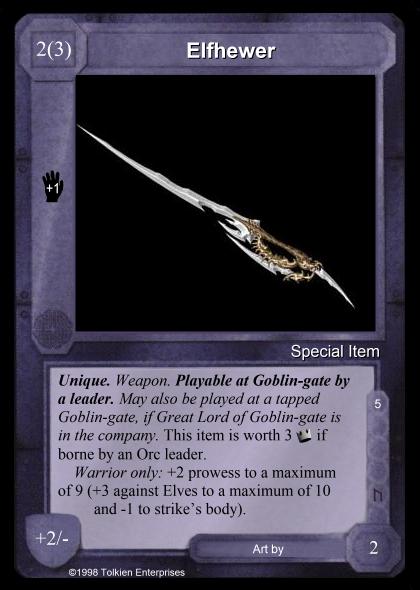 2(3)
Elfhewer
+1
Special Item
Unique. Weapon. Playable at Goblin-gate by
a leader. May also be played at a tapped
Goblin-gate, if Great Lord of Goblin-gate is
in the company. This item is worth 3 if
borne by an Orc leader.
Warrior only: +2 prowess to a maximum
of 9 (+3 against Elves to a maximum of 10
and -1 to strike's body).
5
+2/-
Art by
2
©1998 Tolkien Enterprises